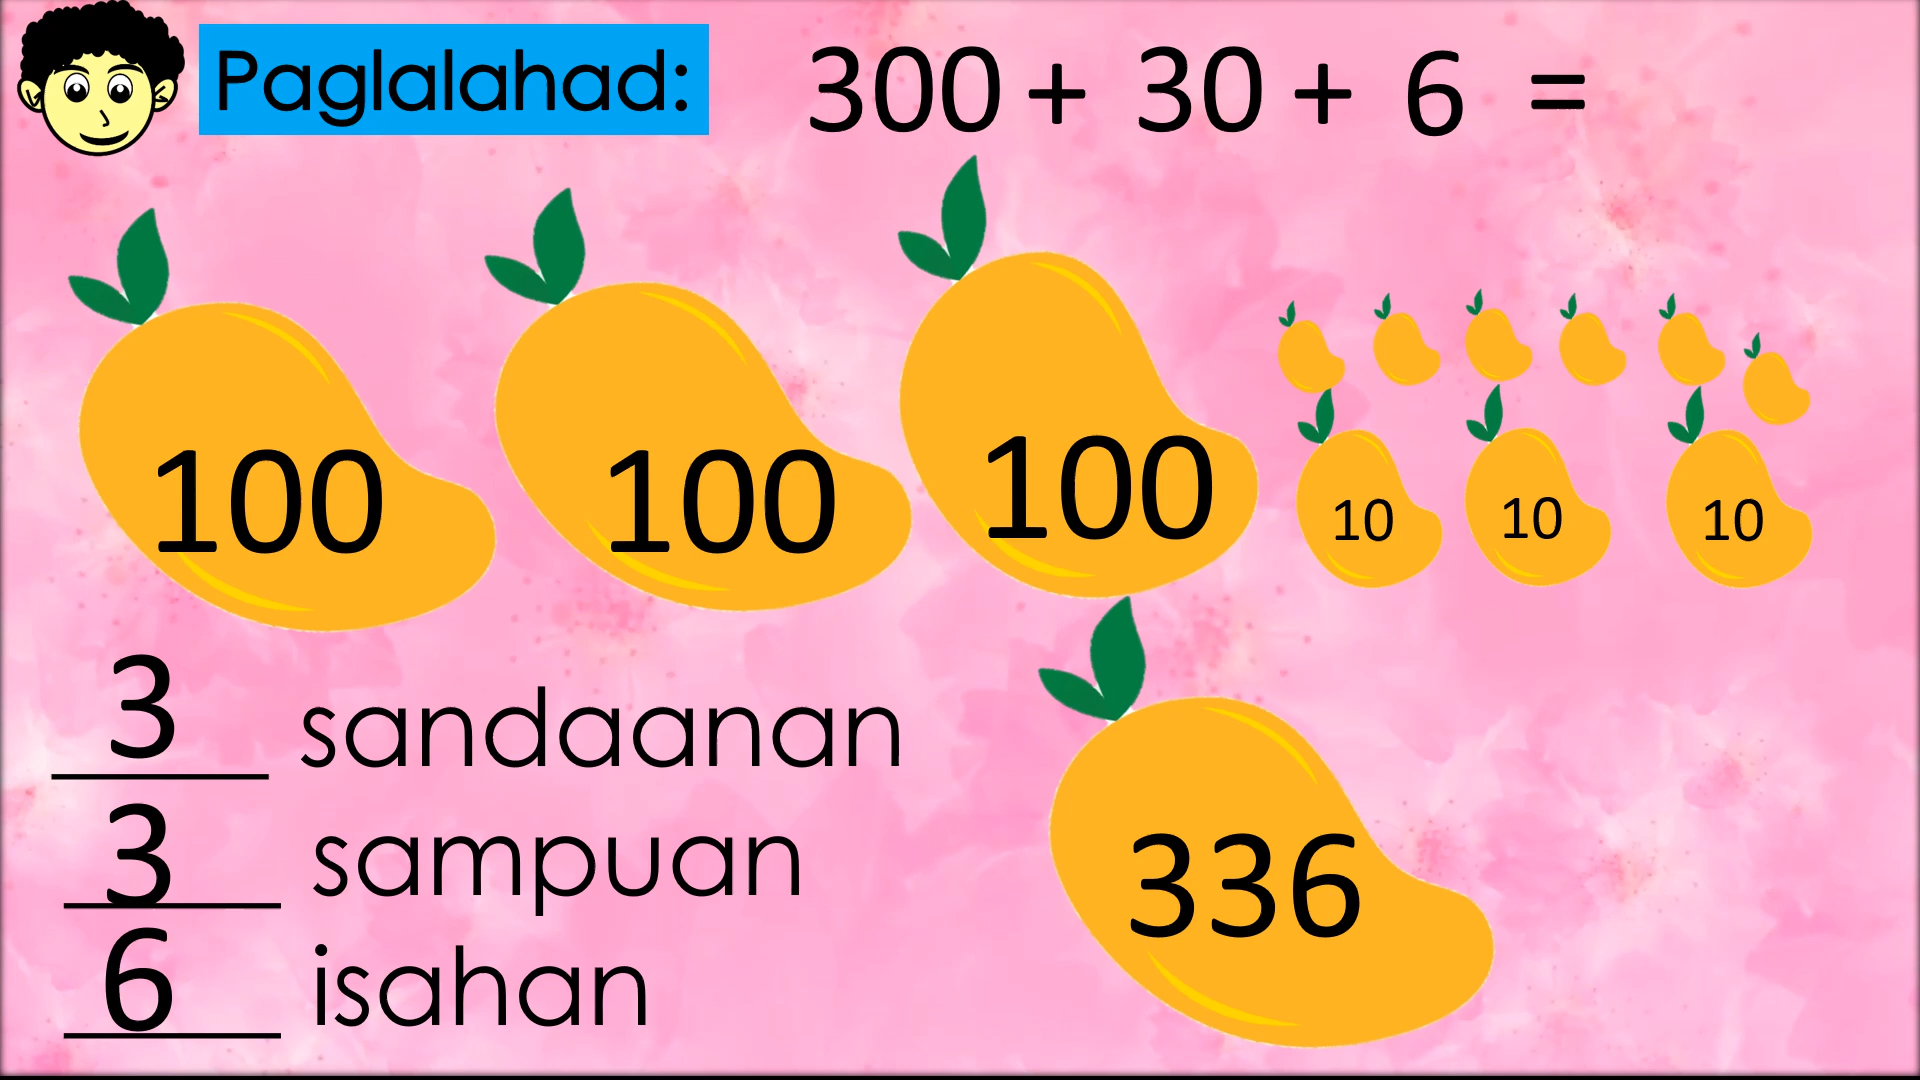 Paglalahad:
300 + 30 + 6 =
100 100 100
10 10 10
3 sandaanan
3 sampuan
6 isahan
336